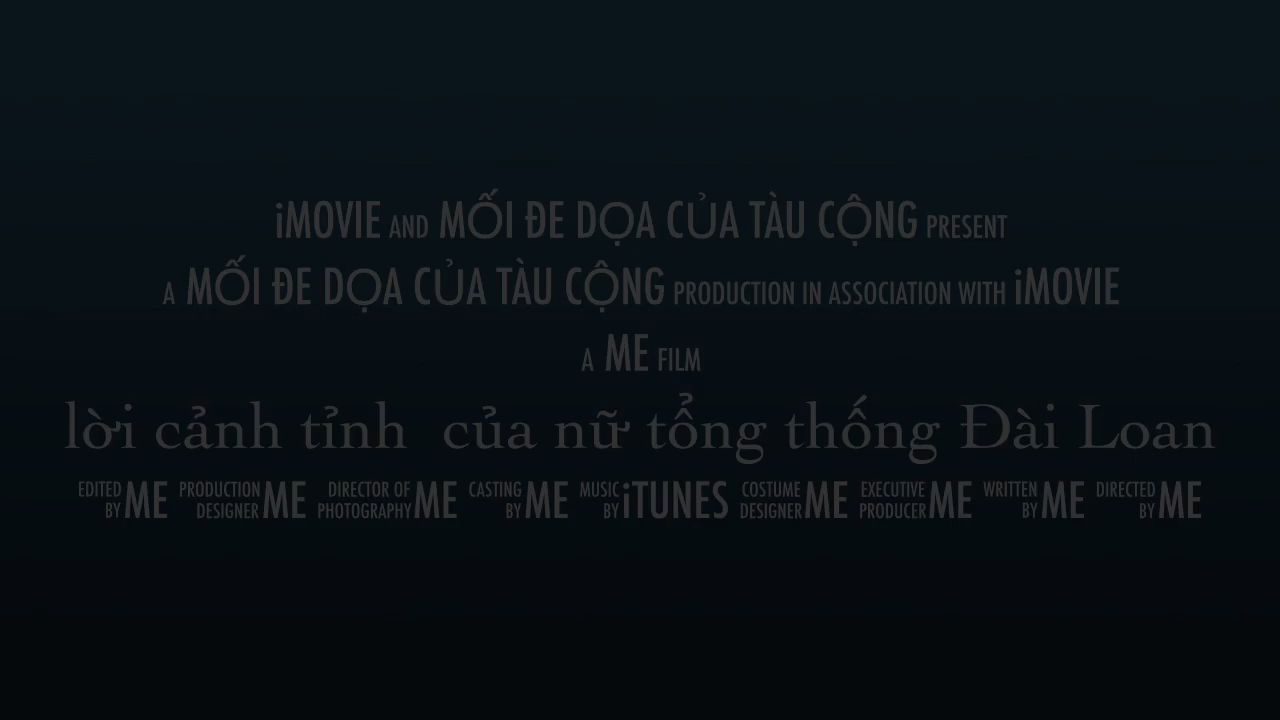 iMOVIE AND MỐI ĐE DỌA CỦA TÀU CỘNG PRESENT
A MỐI ĐE DỌA CỦA TÀU CỘNG PRODUCTION IN ASSOCIATION WITH iMOVIE
A ME FILM
lời cảnh tỉnh của nữ tổng thống Đài Loan
EDITED BY ME PRODUCTION DESIGNER ME DIRECTOR OF PHOTOGRAPHY ME CASTING BY ME MUSIC BY iTUNES COSTUME DESIGNER ME EXECUTIVE PRODUCER ME WRITTEN BY ME DIRECTED BY ME